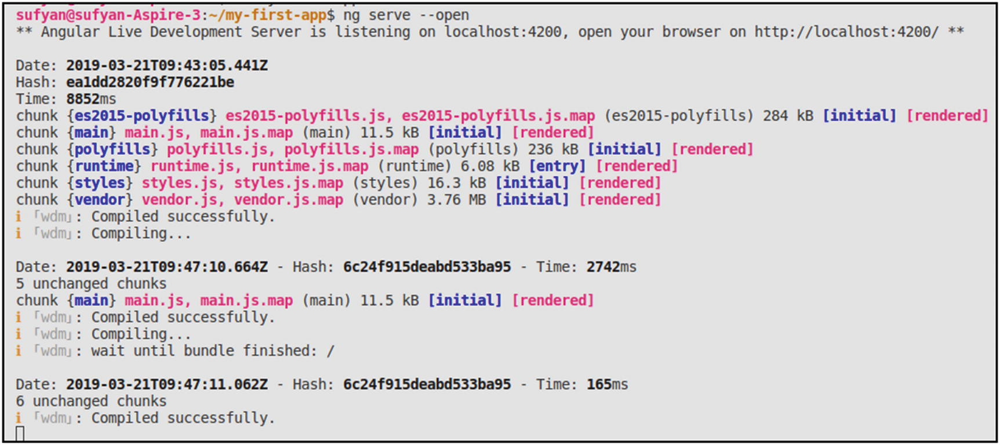 sufyan@sufyan-Aspire-3:~/my-first-app$ ng serve --open
** Angular Live Development Server is listening on localhost:4200, open your browser on http://localhost:4200/ **
Date: 2019-03-21T09:43:05.441Z
Hash: ea1dd2820f9f776221be
Time: 8852ms
chunk {es2015-polyfills} es2015-polyfills.js, es2015-polyfills.js.map (es2015-polyfills) 284 kB [initial] [rendered]
chunk {main} main.js, main.js.map (main) 11.5 kB [initial] [rendered]
chunk {polyfills} polyfills.js, polyfills.js.map (polyfills) 236 kB [initial] [rendered]
chunk {runtime} runtime.js, runtime.js.map (runtime) 6.08 kB [entry] [rendered]
chunk {styles} styles.js, styles.js.map (styles) 16.3 kB [initial] [rendered]
chunk {vendor} vendor.js, vendor.js.map (vendor) 3.76 MB [initial] [rendered]
ℹ 「wdm」: Compiled successfully.
ℹ 「wdm」: Compiling...
Date: 2019-03-21T09:47:10.664Z - Hash: 6c24f915deabd533ba95 - Time: 2742ms
5 unchanged chunks
chunk {main} main.js, main.js.map (main) 11.5 kB [initial] [rendered]
ℹ 「wdm」: Compiled successfully.
ℹ 「wdm」: Compiling...
ℹ 「wdm」: wait until bundle finished: /
Date: 2019-03-21T09:47:11.062Z - Hash: 6c24f915deabd533ba95 - Time: 165ms
6 unchanged chunks
ℹ 「wdm」: Compiled successfully.